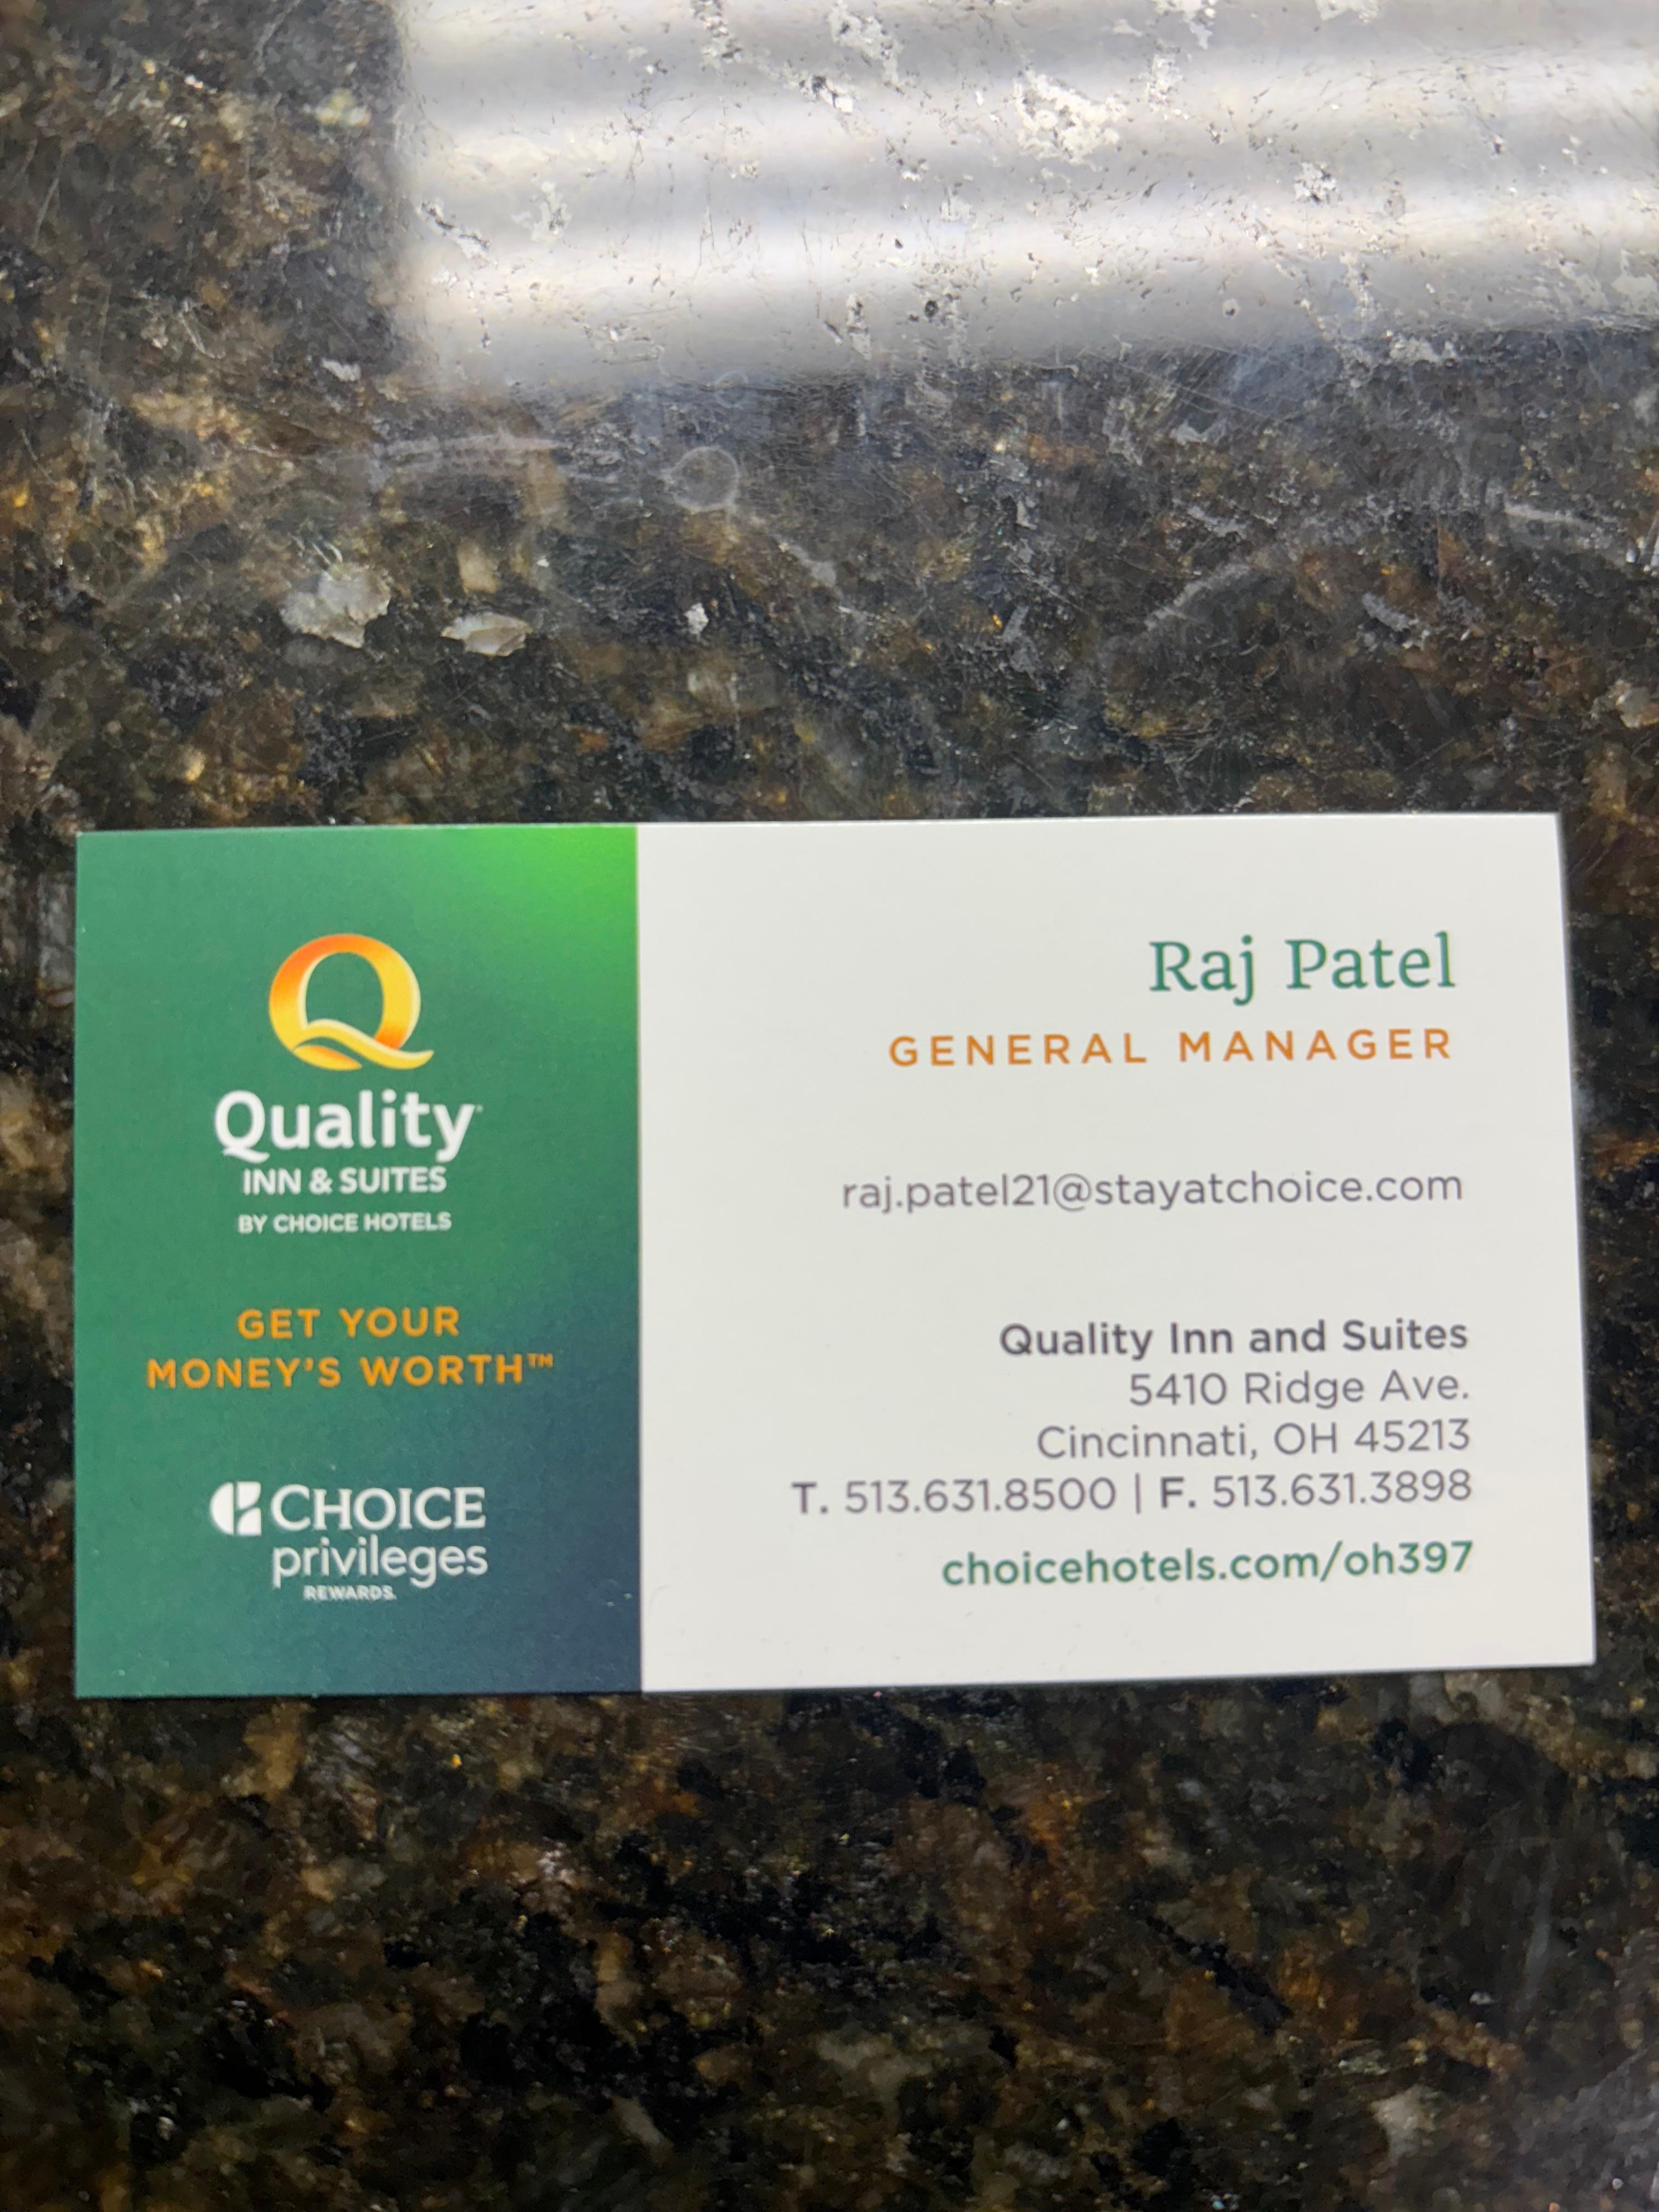 Quality
INN & SUITES
BY CHOICE HOTELS
GET YOUR
MONEY'S WORTH™
CHOICE
privileges
REWARDS.
Raj Patel
GENERAL MANAGER
raj.patel21@stayatchoice.com
Quality Inn and Suites
5410 Ridge Ave.
Cincinnati, OH 45213
T. 513.631.8500 | F. 513.631.3898
choicehotels.com/oh397